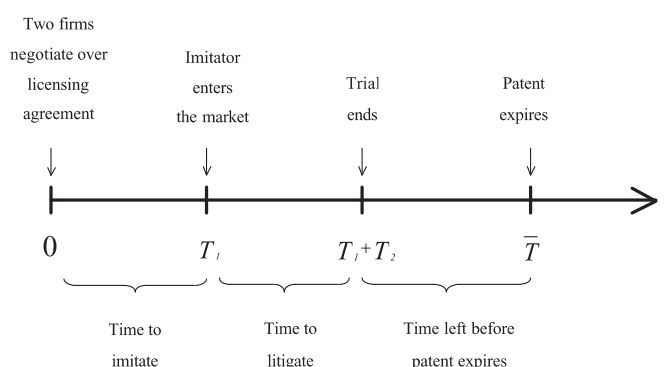 Two firms
negotiate over
licensing
agreement
Imitator
enters
the market
Trial
ends
Patent
expires
0
T₁
T₁+T₂
T̅
Time to
imitate
Time to
litigate
Time left before
patent expires